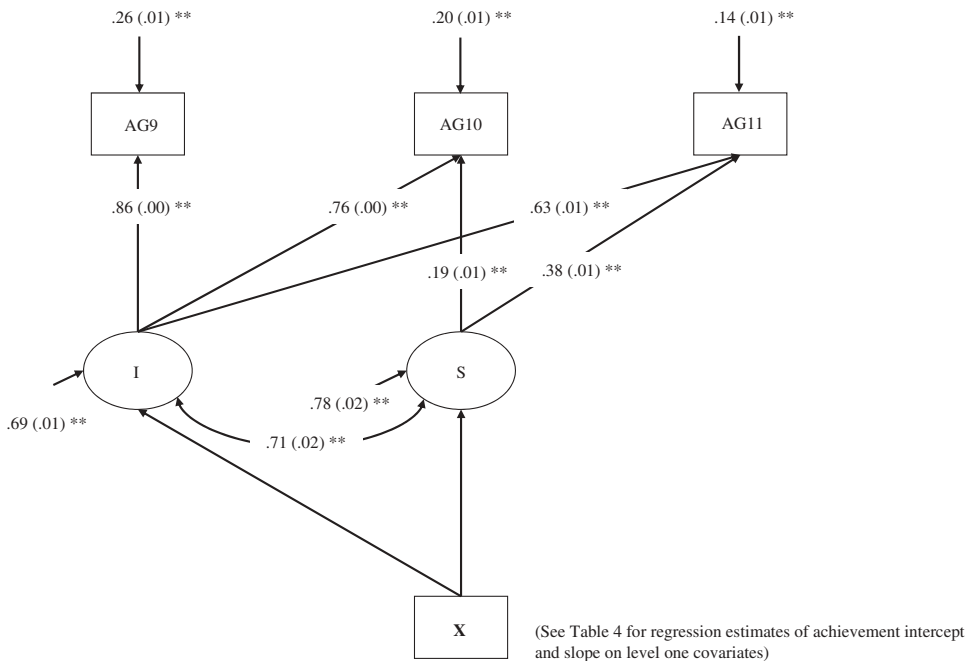 .26 (.01) **
.20 (.01) **
.14 (.01) **
AG9
AG10
AG11
.86 (.00) **
.76 (.00) **
.63 (.01) **
.19 (.01) **
.38 (.01) **
I
S
.69 (.01) **
.78 (.02) **
.71 (.02) **
X
(See Table 4 for regression estimates of achievement intercept
and slope on level one covariates)